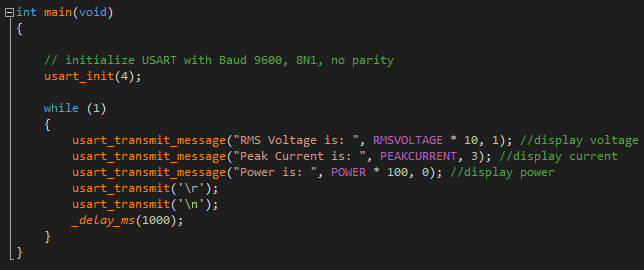 int main(void)
{
// initialize USART with Baud 9600, 8N1, no parity
usart_init(4);
while (1)
{
usart_transmit_message("RMS Voltage is: ", RMSVOLTAGE * 10, 1); //display voltage
usart_transmit_message("Peak Current is: ", PEAKCURRENT, 3); //display current
usart_transmit_message("Power is: ", POWER * 100, 0); //display power
usart_transmit('\r');
usart_transmit('\n');
_delay_ms(1000);
}
}